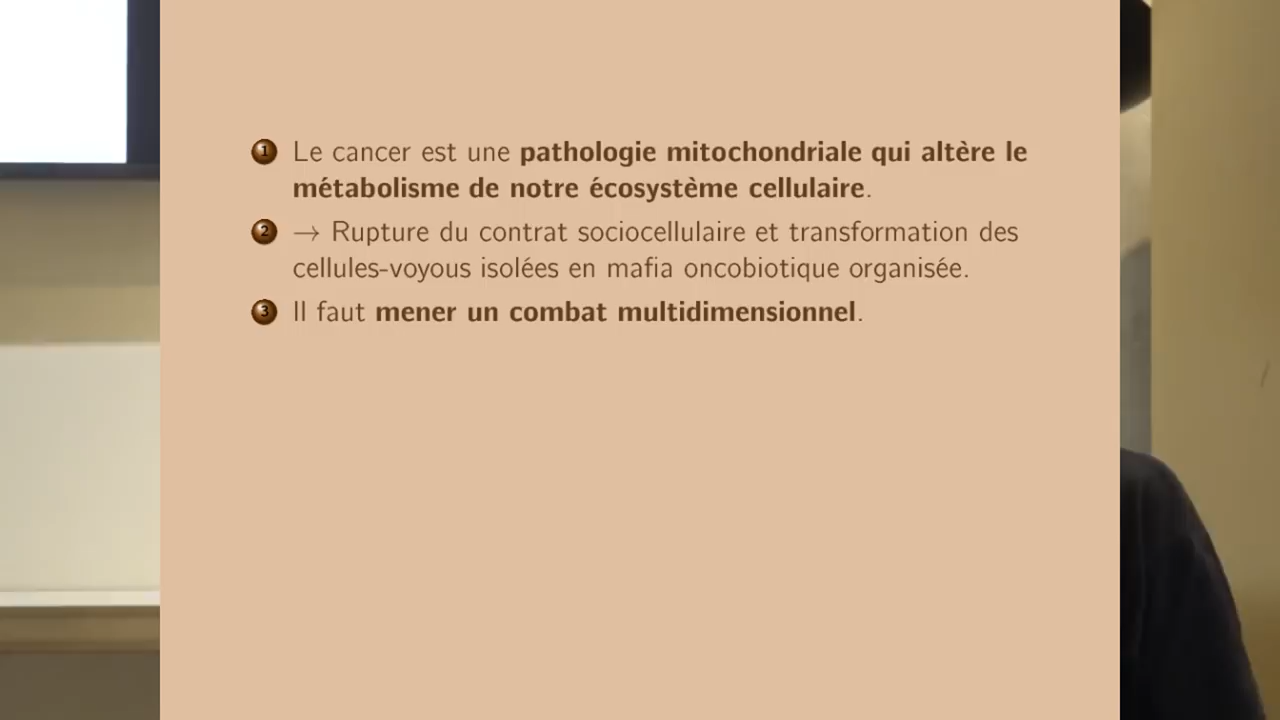 1 Le cancer est une pathologie mitochondriale qui altère le
métabolisme de notre écosystème cellulaire.
2 → Rupture du contrat sociocellulaire et transformation des
cellules-voyous isolées en mafia oncobiotique organisée.
3 Il faut mener un combat multidimensionnel.